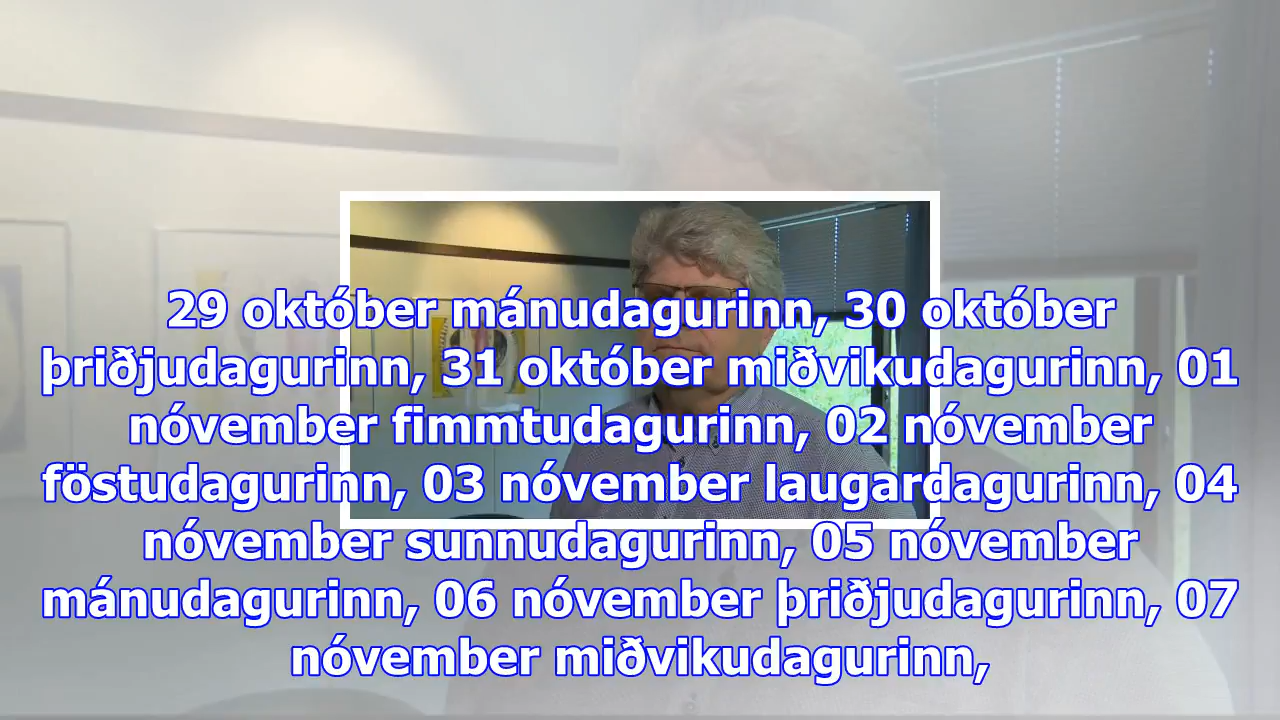 29 október mánudagurinn, 30 október
þriðjudagurinn, 31 október miðvikudagurinn, 01
nóvember fimmtudagurinn, 02 nóvember
föstudagurinn, 03 nóvember laugardagurinn, 04
nóvember sunnudagurinn, 05 nóvember
mánudagurinn, 06 nóvember þriðjudagurinn, 07
nóvember miðvikudagurinn,